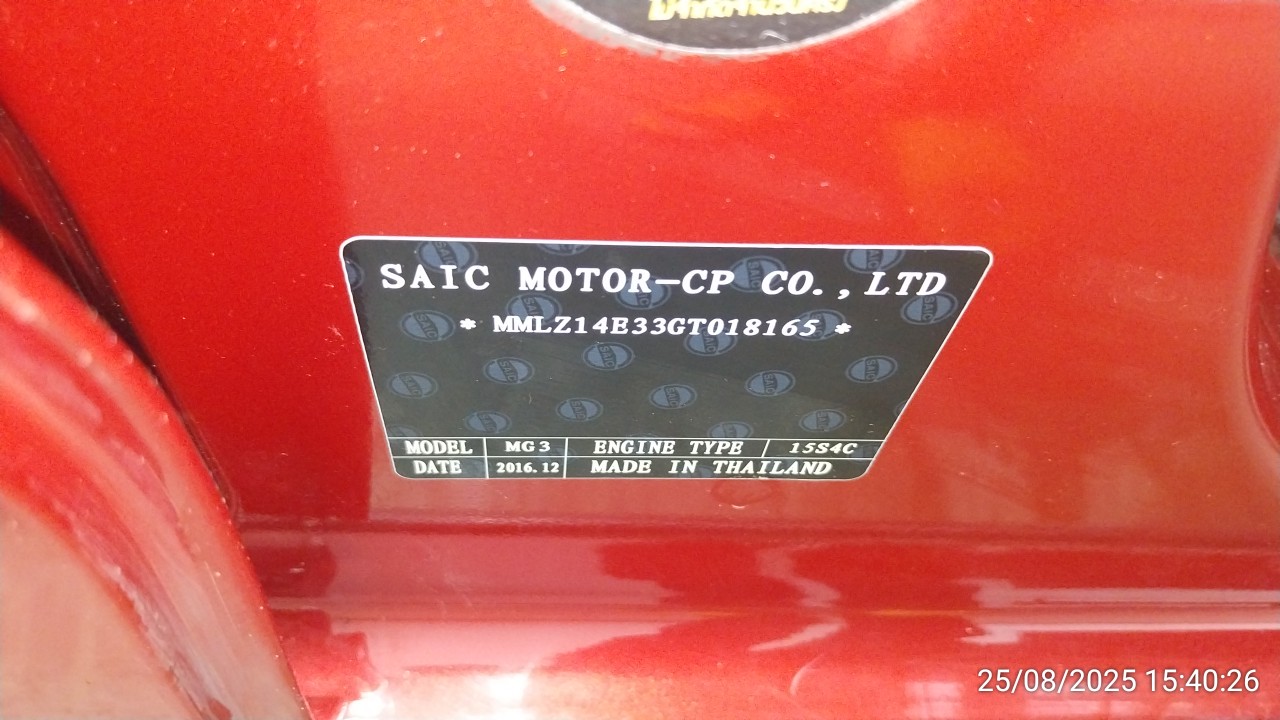 SAIC MOTOR-CP CO.,LTD
* MMLZ14E33GT018165 *
MODEL MG3 ENGINE TYPE 15S4C
DATE 2016.12 MADE IN THAILAND
25/08/2025 15:40:26